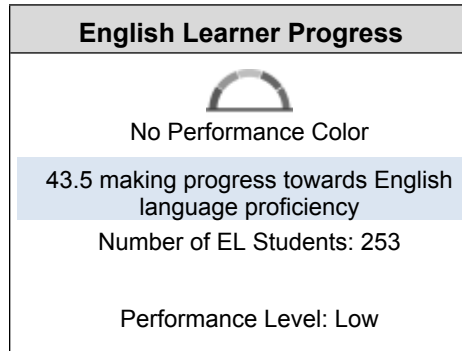 English Learner Progress
No Performance Color
43.5 making progress towards English
language proficiency
Number of EL Students: 253
Performance Level: Low